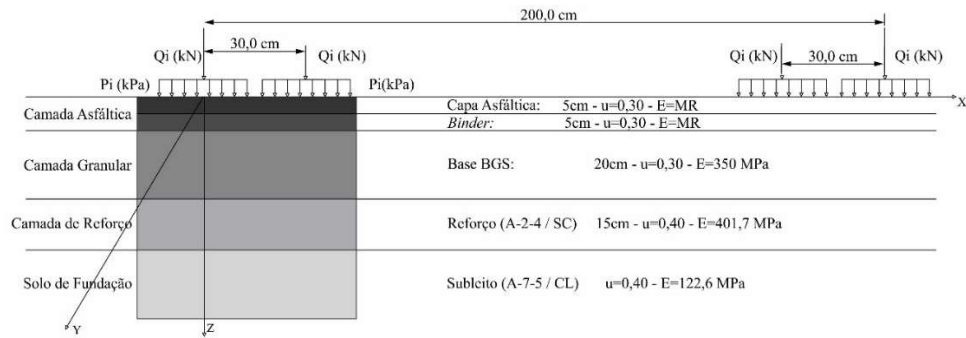 200,0 cm
Qi (kN) 30,0 cm Qi (kN) Qi (kN) 30,0 cm Qi (kN)
Pi (kPa) Pi(kPa)
X
Camada Asfáltica Capa Asfáltica: 5cm - u=0,30 - E=MR
Binder: 5cm - u=0,30 - E=MR
Camada Granular Base BGS: 20cm - u=0,30 - E=350 MPa
Camada de Reforço Reforço (A-2-4 / SC) 15cm - u=0,40 - E=401,7 MPa
Solo de Fundação Subleito (A-7-5 / CL) u=0,40 - E=122,6 MPa
Y Z